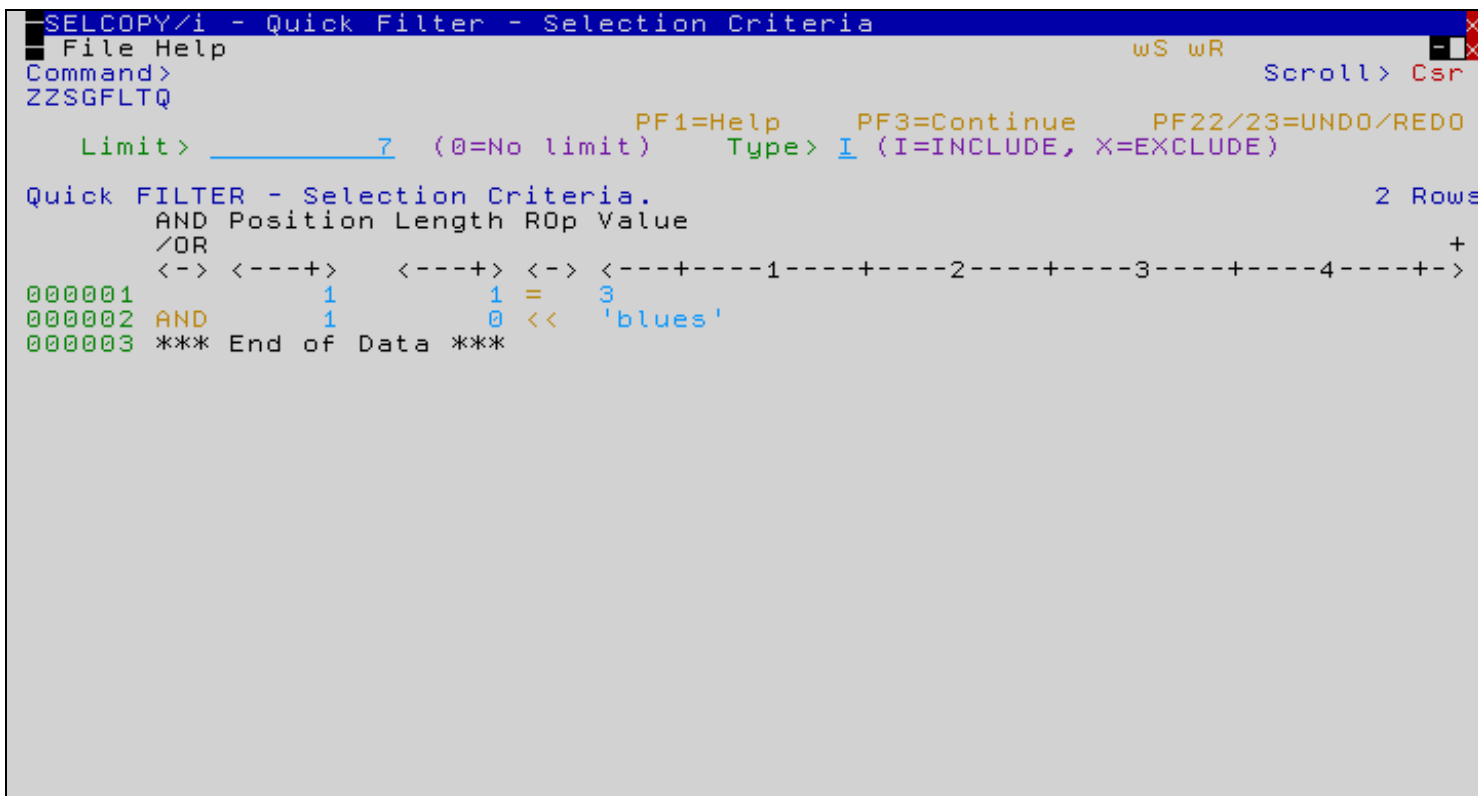 SELCOPY/i - Quick Filter - Selection Criteria
File Help wS wR
Command> Scroll> Csr
ZZSGFLTQ
PF1=Help PF3=Continue PF22/23=UNDO/REDO
Limit> 7 (0=No limit) Type> I (I=INCLUDE, X=EXCLUDE)
Quick FILTER - Selection Criteria. 2 Rows
AND Position Length ROp Value
/OR +
<-> <---+> <---+> <-> <---+----1----+----2----+----3----+----4----+->
000001 1 1 = 3
000002 AND 1 0 << 'blues'
000003 *** End of Data ***